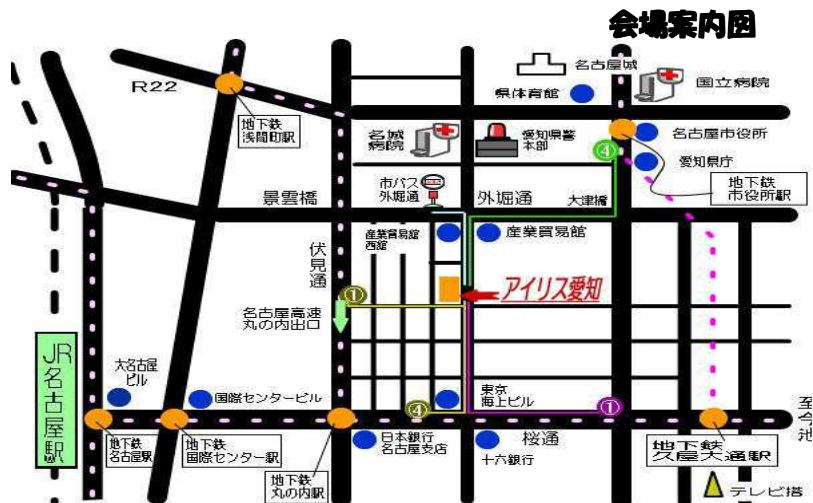 会場案内図
名古屋城
R22
県体育館
国立病院
地下鉄
浅間町駅
名城
病院
愛知県警
本部
④
名古屋市役所
愛知県庁
地下鉄
市役所駅
市バス
外堀通
景雲橋
外堀通
大津橋
産業貿易館
西館
産業貿易館
伏
見
通
アイリス愛知
①
名古屋高速
丸の内出口
JR
名
古
屋
駅
大名古屋
ビル
国際センタービル
東京
海上ビル
④
①
至
今
池
地下鉄
名古屋駅
地下鉄
国際センター駅
日本銀行
名古屋支店
桜通
十六銀行
地下鉄
久屋大通駅
地下鉄
丸の内駅
テレビ塔